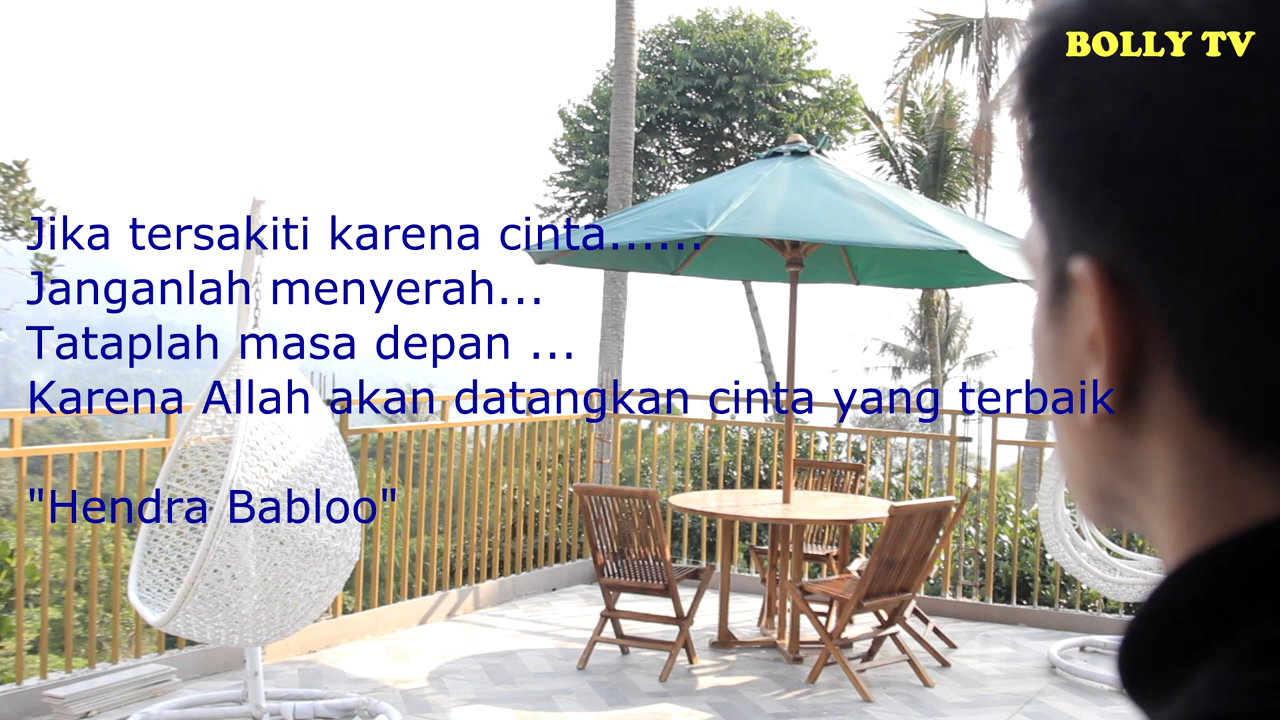 BOLLY TV
Jika tersakiti karena cinta......
Janganlah menyerah...
Tataplah masa depan ...
Karena Allah akan datangkan cinta yang terbaik
"Hendra Babloo"